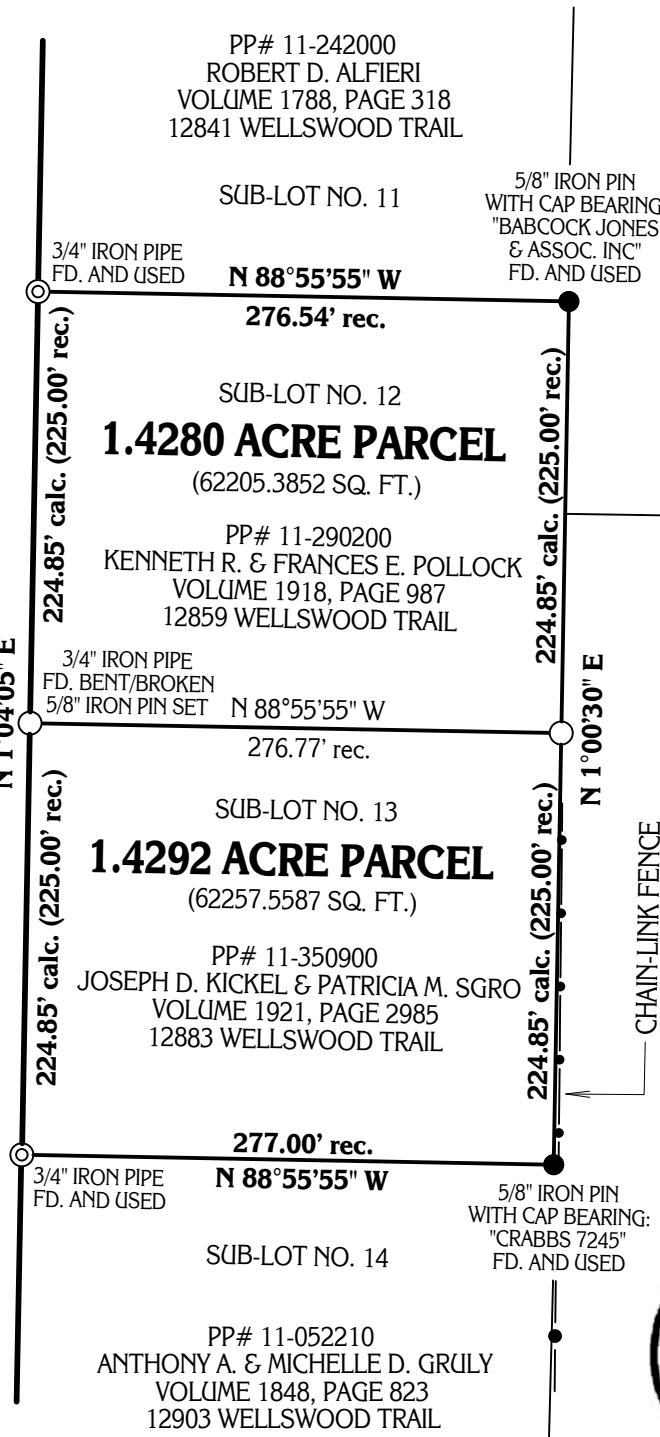 PP# 11-242000
ROBERT D. ALFIERI
VOLUME 1788, PAGE 318
12841 WELLSWOOD TRAIL
SUB-LOT NO. 11
5/8" IRON PIN
WITH CAP BEARING
"BABCOCK JONES
& ASSOC. INC"
FD. AND USED
3/4" IRON PIPE
FD. AND USED
N 88°55'55" W
276.54' rec.
224.85' calc. (225.00' rec.)
224.85' calc. (225.00' rec.)
SUB-LOT NO. 12
1.4280 ACRE PARCEL
(62205.3852 SQ. FT.)
PP# 11-290200
KENNETH R. & FRANCES E. POLLOCK
VOLUME 1918, PAGE 987
12859 WELLSWOOD TRAIL
N 1°04'05" E
3/4" IRON PIPE
FD. BENT/BROKEN
5/8" IRON PIN SET
N 88°55'55" W
276.77' rec.
N 1°00'30" E
224.85' calc. (225.00' rec.)
224.85' calc. (225.00' rec.)
SUB-LOT NO. 13
1.4292 ACRE PARCEL
(62257.5587 SQ. FT.)
PP# 11-350900
JOSEPH D. KICKEL & PATRICIA M. SGRO
VOLUME 1921, PAGE 2985
12883 WELLSWOOD TRAIL
CHAIN-LINK FENCE
277.00' rec.
N 88°55'55" W
3/4" IRON PIPE
FD. AND USED
5/8" IRON PIN
WITH CAP BEARING:
"CRABBS 7245"
FD. AND USED
SUB-LOT NO. 14
PP# 11-052210
ANTHONY A. & MICHELLE D. GRULY
VOLUME 1848, PAGE 823
12903 WELLSWOOD TRAIL